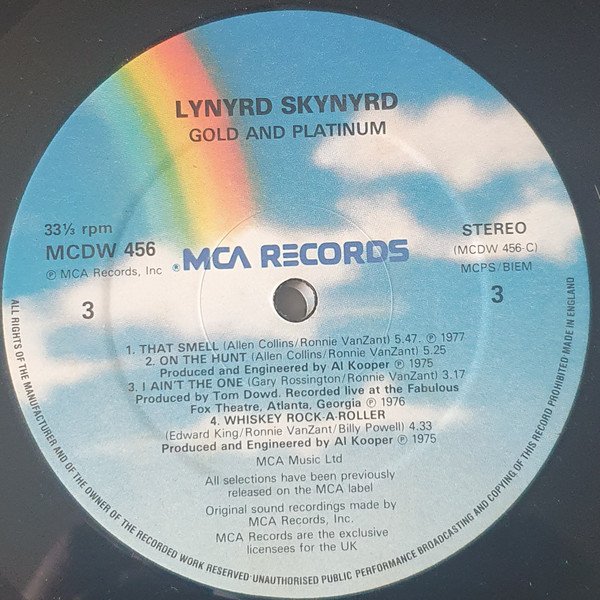 LYNYRD SKYNYRD
GOLD AND PLATINUM
33⅓ rpm
MCDW 456
℗ MCA Records, Inc
3
®MCA RECORDS
STEREO
(MCDW 456-C)
MCPS/BIEM
3
1. THAT SMELL (Allen Collins/Ronnie VanZant) 5.47. ℗ 1977
2. ON THE HUNT (Allen Collins/Ronnie VanZant) 5.25
Produced and Engineered by Al Kooper ℗ 1975
3. I AIN'T THE ONE (Gary Rossington/Ronnie VanZant) 3.17
Produced by Tom Dowd. Recorded live at the Fabulous
Fox Theatre, Atlanta, Georgia ℗ 1976
4. WHISKEY ROCK-A-ROLLER
(Edward King/Ronnie VanZant/Billy Powell) 4.33
Produced and Engineered by Al Kooper ℗ 1975
MCA Music Ltd
All selections have been previously
released on the MCA label
Original sound recordings made by
MCA Records, Inc.
MCA Records are the exclusive
licensees for the UK
ALL RIGHTS OF THE MANUFACTURER AND OF THE OWNER OF THE RECORDED WORK RESERVED·UNAUTHORISED PUBLIC PERFORMANCE BROADCASTING AND COPYING OF THIS RECORD PROHIBITED MADE IN ENGLAND